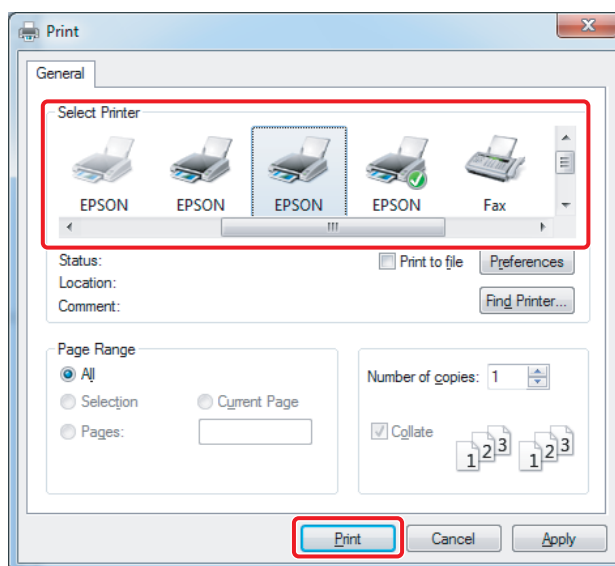 Print
General
Select Printer
EPSON EPSON EPSON EPSON Fax
Status: Print to file Preferences
Location:
Comment: Find Printer...
Page Range
All Number of copies: 1
Selection Current Page
Pages: Collate
1 2 3 1 2 3
Print Cancel Apply